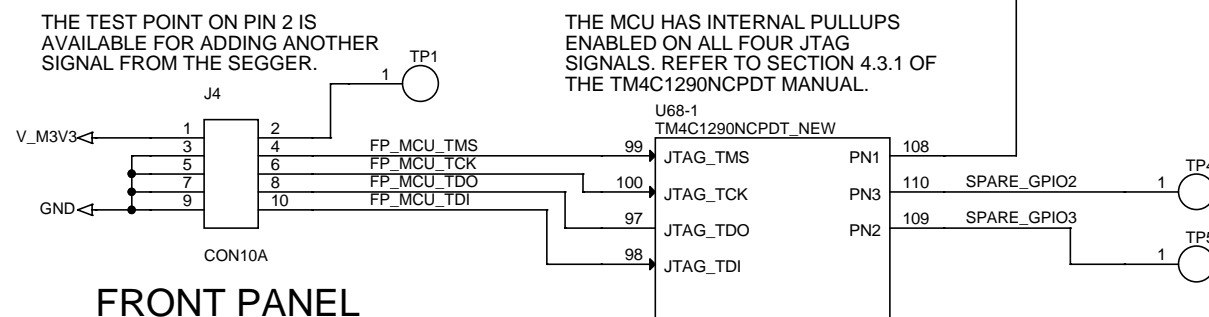 THE TEST POINT ON PIN 2 IS
AVAILABLE FOR ADDING ANOTHER
SIGNAL FROM THE SEGGER.
TP1
1
J4
V_M3V3
1
2
3
4
5
6
7
8
9
10
GND
CON10A
FP_MCU_TMS
FP_MCU_TCK
FP_MCU_TDO
FP_MCU_TDI
FRONT PANEL
THE MCU HAS INTERNAL PULLUPS
ENABLED ON ALL FOUR JTAG
SIGNALS. REFER TO SECTION 4.3.1 OF
THE TM4C1290NCPDT MANUAL.
U68-1
TM4C1290NCPDT_NEW
99
JTAG_TMS
PN1
108
100
JTAG_TCK
PN3
110
SPARE_GPIO2
1
TP4
97
JTAG_TDO
PN2
109
SPARE_GPIO3
1
TP5
98
JTAG_TDI